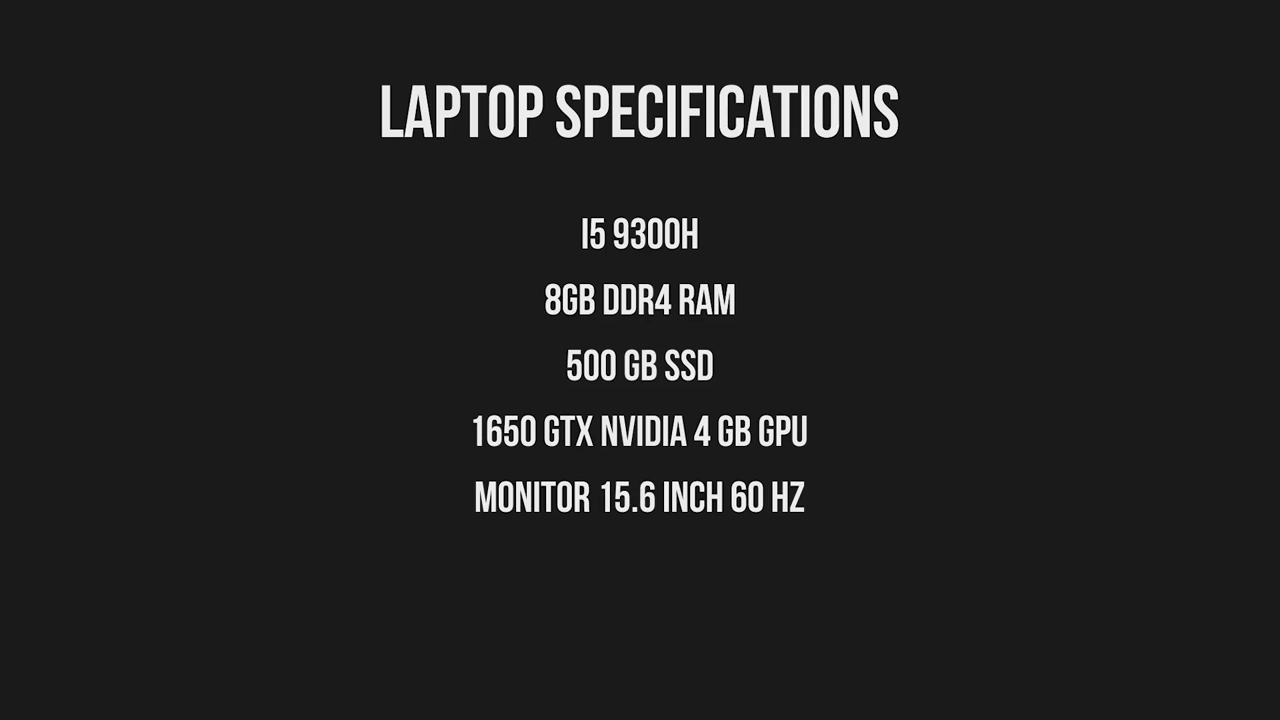 LAPTOP SPECIFICATIONS
I5 9300H
8GB DDR4 RAM
500 GB SSD
1650 GTX NVIDIA 4 GB GPU
MONITOR 15.6 INCH 60 HZ